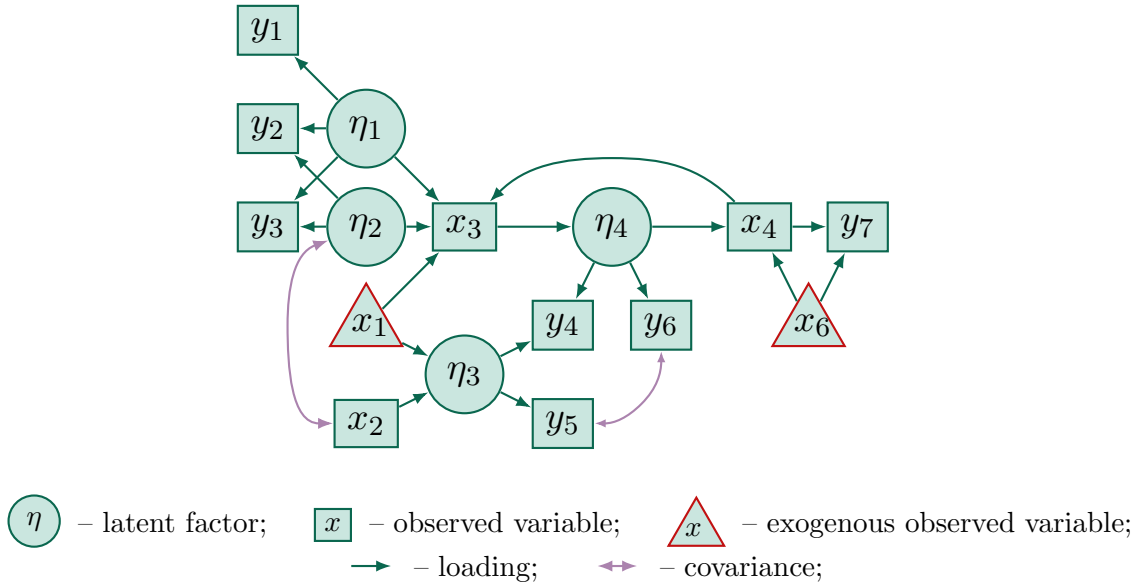 y₁
y₂ η₁
y₃ η₂ x₃ η₄ x₄ y₇
x₁ y₄ y₆ x₆
η₃
x₂ y₅
η – latent factor; x – observed variable; x – exogenous observed variable;
– loading; – covariance;